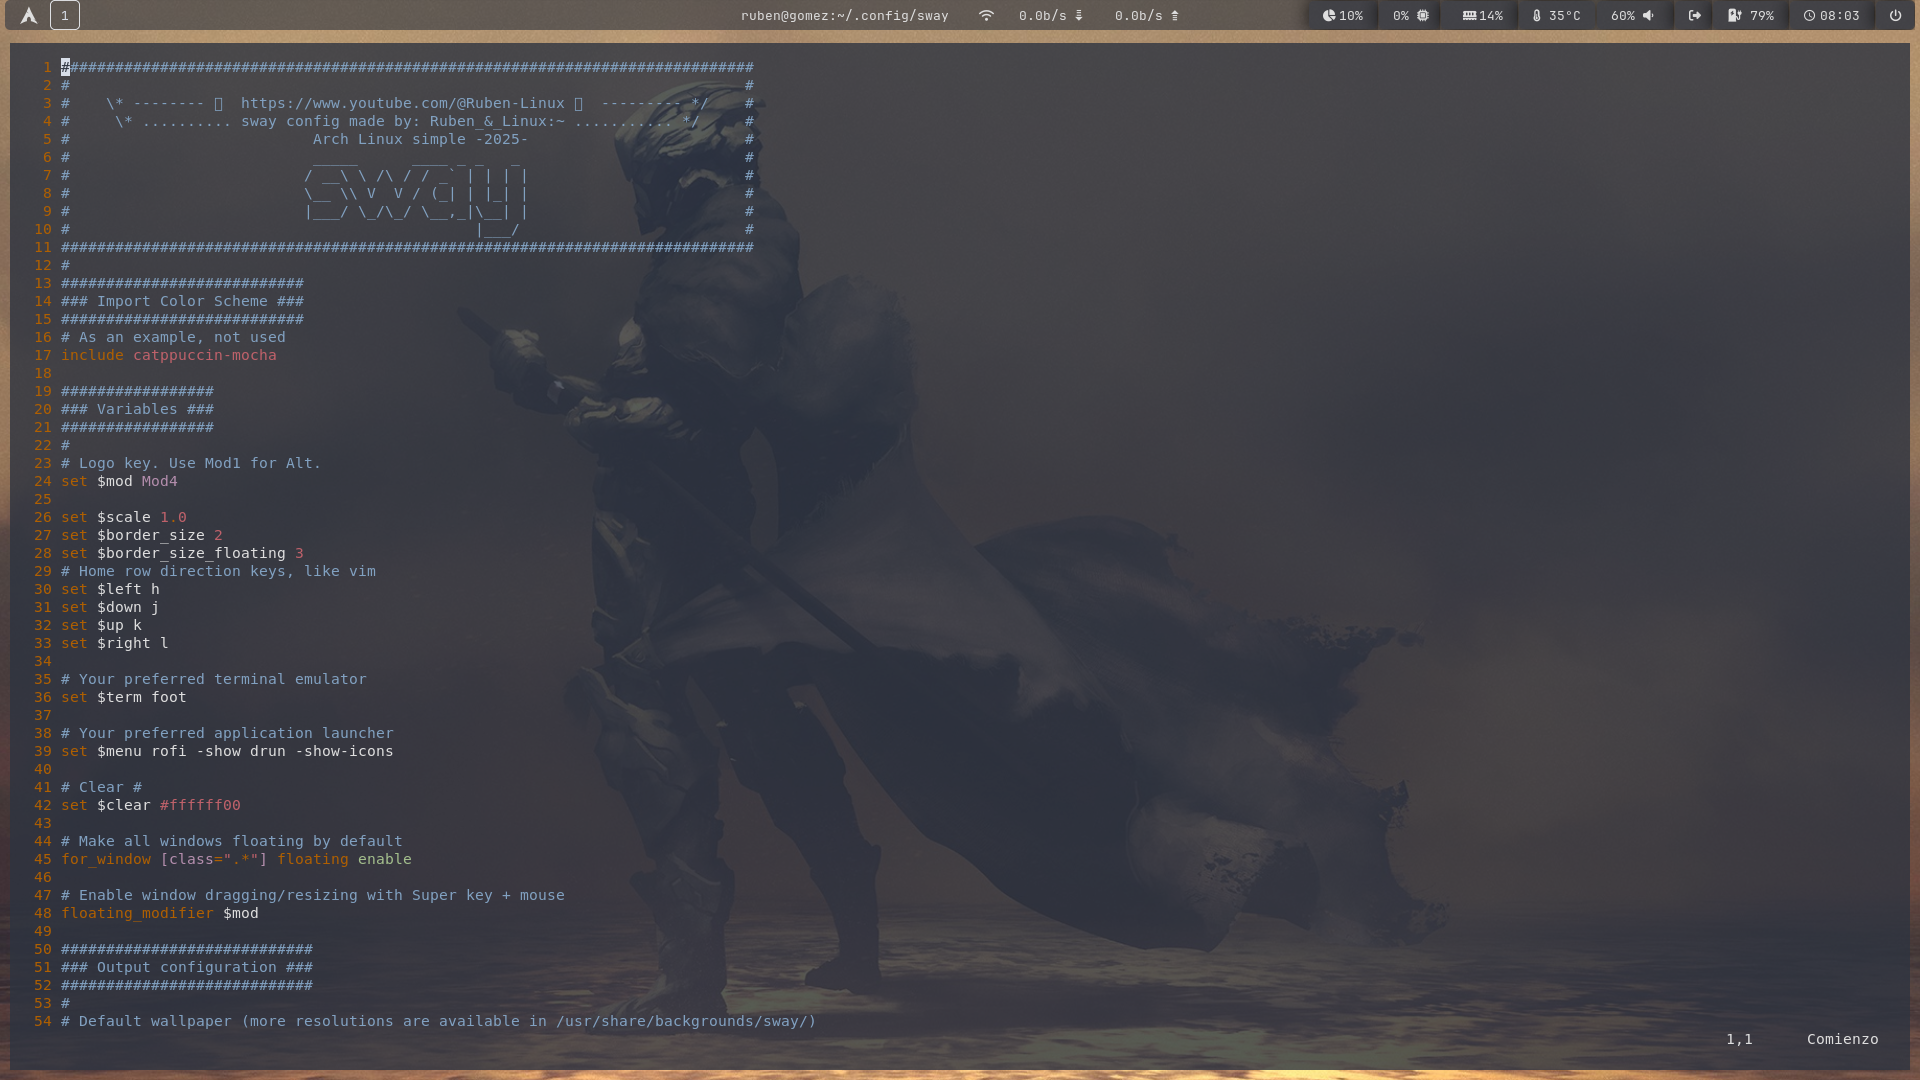 1 ruben@gomez:~/.config/sway 0.0b/s 0.0b/s 10% 0% 14% 35°C 60% 79% 08:03
1 #############################################################################
2 #                                                                           #
3 #    \* --------    https://www.youtube.com/@Ruben-Linux    --------- */    #
4 #     \* .......... sway config made by: Ruben_&_Linux:~ ........... */     #
5 #                           Arch Linux simple -2025-                        #
6 #                           _____      ____ _ _   _                         #
7 #                          / __\ \ /\ / / _` | | | |                        #
8 #                          \__ \\ V  V / (_| | |_| |                        #
9 #                          |___/ \_/\_/ \__,_|\__| |                        #
10 #                                             |___/                         #
11 #############################################################################
12 #
13 ###########################
14 ### Import Color Scheme ###
15 ###########################
16 # As an example, not used
17 include catppuccin-mocha
18
19 #################
20 ### Variables ###
21 #################
22 #
23 # Logo key. Use Mod1 for Alt.
24 set $mod Mod4
25
26 set $scale 1.0
27 set $border_size 2
28 set $border_size_floating 3
29 # Home row direction keys, like vim
30 set $left h
31 set $down j
32 set $up k
33 set $right l
34
35 # Your preferred terminal emulator
36 set $term foot
37
38 # Your preferred application launcher
39 set $menu rofi -show drun -show-icons
40
41 # Clear #
42 set $clear #ffffff00
43
44 # Make all windows floating by default
45 for_window [class=".*"] floating enable
46
47 # Enable window dragging/resizing with Super key + mouse
48 floating_modifier $mod
49
50 ############################
51 ### Output configuration ###
52 ############################
53 #
54 # Default wallpaper (more resolutions are available in /usr/share/backgrounds/sway/)
1,1 Comienzo